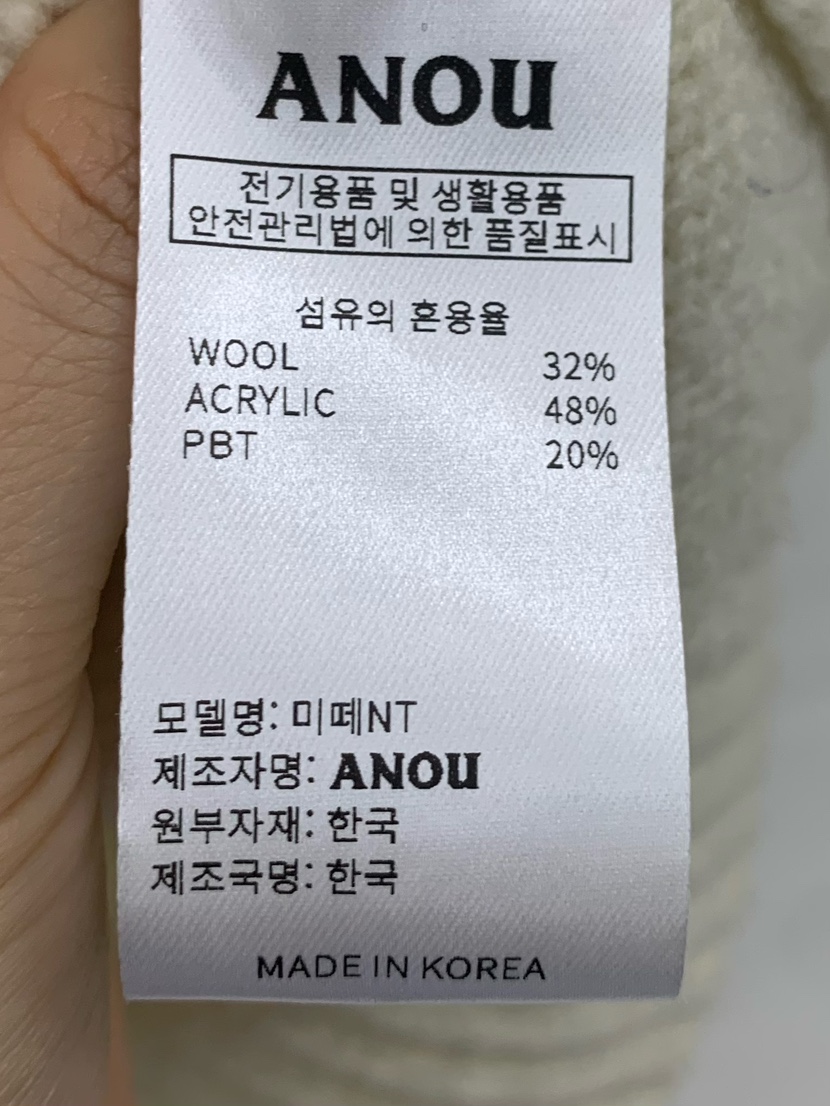 ANOU
전기용품 및 생활용품
안전관리법에 의한 품질표시
섬유의 혼용율
WOOL 32%
ACRYLIC 48%
PBT 20%
모델명: 미떼NT
제조자명: ANOU
원부자재: 한국
제조국명: 한국
MADE IN KOREA